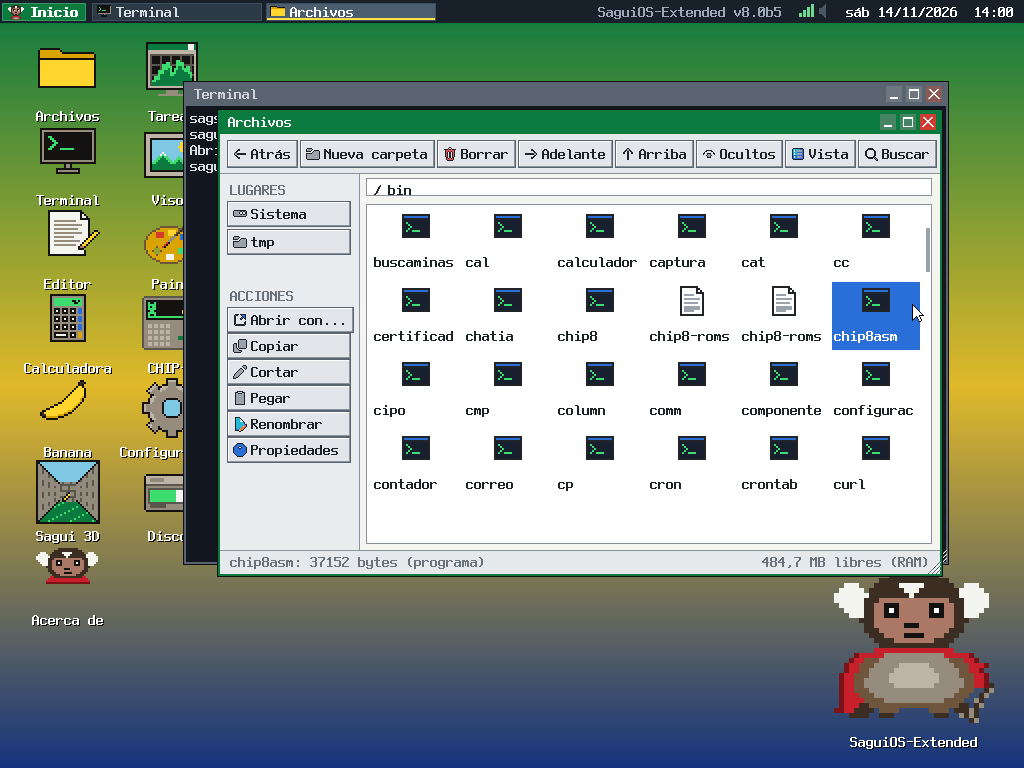 Inicio Terminal Archivos SaguiOS-Extended v8.0b5 sáb 14/11/2026 14:00
Archivos
Terminal
Editor
Calculadora
Banana
Sagui 3D
Acerca de
Terminal
Archivos
Atrás Nueva carpeta Borrar Adelante Arriba Ocultos Vista Buscar
LUGARES
Sistema
tmp
ACCIONES
Abrir con...
Copiar
Cortar
Pegar
Renombrar
Propiedades
/ bin
buscaminas cal calculador captura cat cc
certificad chatia chip8 chip8-roms chip8-roms chip8asm
cipo cmp column comm componente configurac
contador correo cp cron crontab curl
chip8asm: 37152 bytes (programa) 484,7 MB libres (RAM)
SaguiOS-Extended